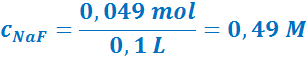 c_NaF = 0,049 mol / 0,1 L = 0,49 M